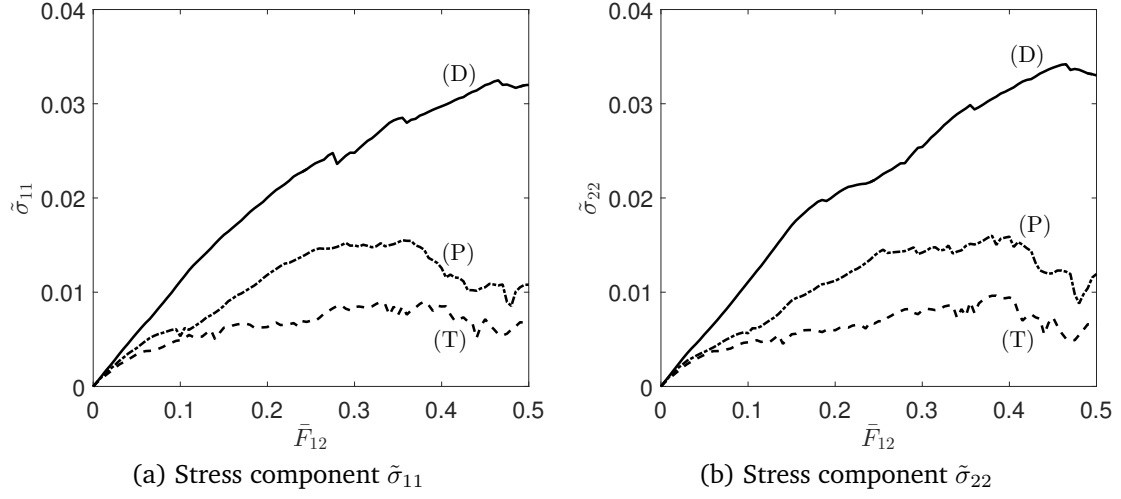 0.04
0.03
0.02
0.01
0
σ̃₁₁
(D)
(P)
(T)
0 0.1 0.2 0.3 0.4 0.5
F̄₁₂
(a) Stress component σ̃₁₁
0.04
0.03
0.02
0.01
0
σ̃₂₂
(D)
(P)
(T)
0 0.1 0.2 0.3 0.4 0.5
F̄₁₂
(b) Stress component σ̃₂₂